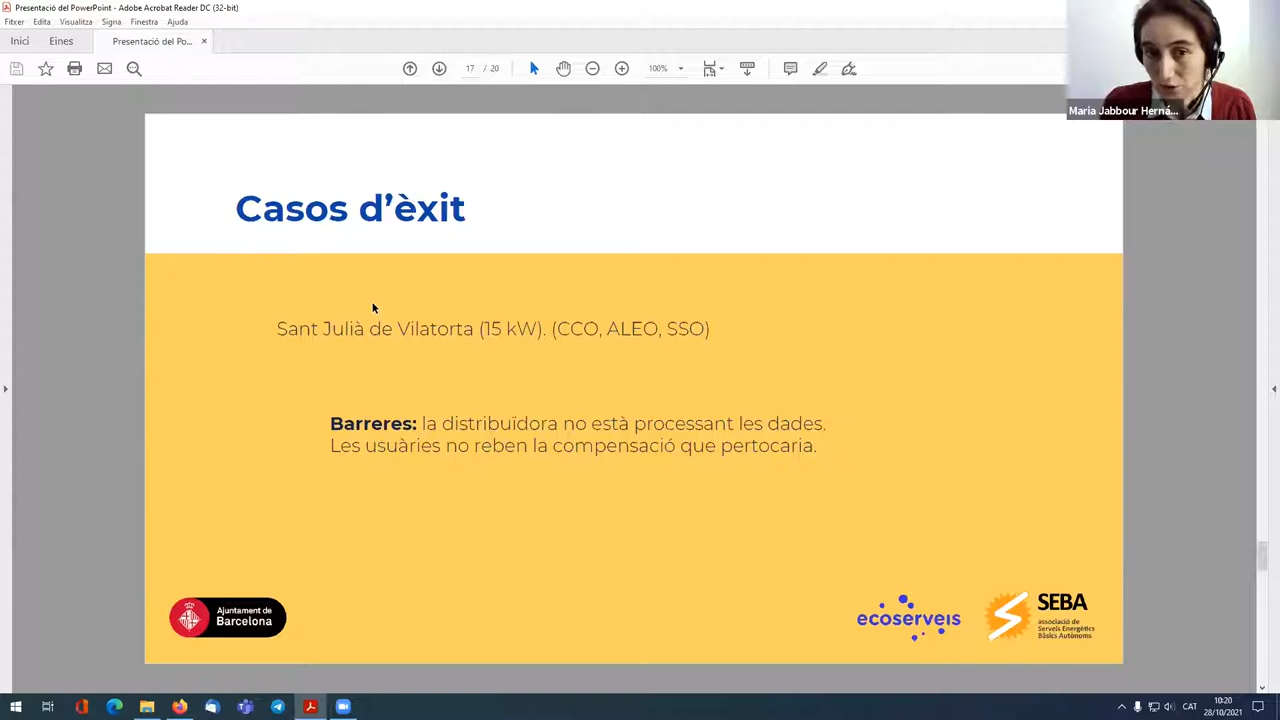 Presentació del PowerPoint - Adobe Acrobat Reader DC (32-bit)
Fitxer Edita Visualitza Signa Finestra Ajuda
Inici Eines Presentació del Po... ×
17 / 20 100%
Maria Jabbour Herná...
Casos d'èxit
Sant Julià de Vilatorta (15 kW). (CCO, ALEO, SSO)
Barreres: la distribuïdora no està processant les dades.
Les usuàries no reben la compensació que pertocaria.
Ajuntament de
Barcelona
ecoserveis
SEBA
associació de
Serveis Energètics
Bàsics Autònoms
CAT
10:20
28/10/2021